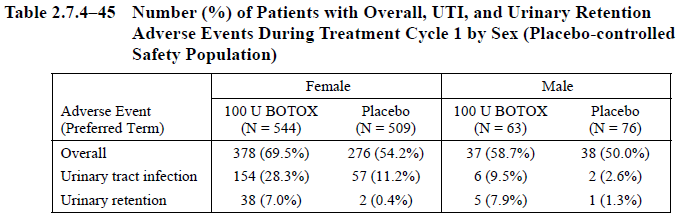 Table 2.7.4–45 Number (%) of Patients with Overall, UTI, and Urinary Retention
Adverse Events During Treatment Cycle 1 by Sex (Placebo-controlled
Safety Population)
Female Male
Adverse Event 100 U BOTOX Placebo 100 U BOTOX Placebo
(Preferred Term) (N = 544) (N = 509) (N = 63) (N = 76)
Overall 378 (69.5%) 276 (54.2%) 37 (58.7%) 38 (50.0%)
Urinary tract infection 154 (28.3%) 57 (11.2%) 6 (9.5%) 2 (2.6%)
Urinary retention 38 (7.0%) 2 (0.4%) 5 (7.9%) 1 (1.3%)